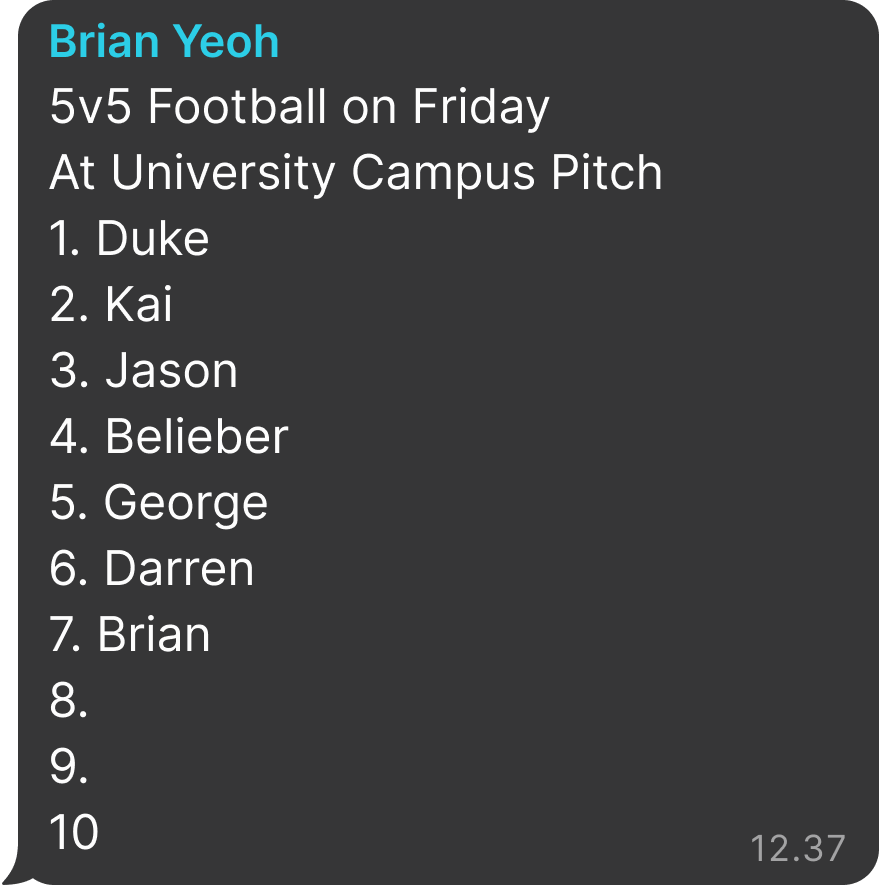 Brian Yeoh
5v5 Football on Friday
At University Campus Pitch
1. Duke
2. Kai
3. Jason
4. Belieber
5. George
6. Darren
7. Brian
8.
9.
10
12.37